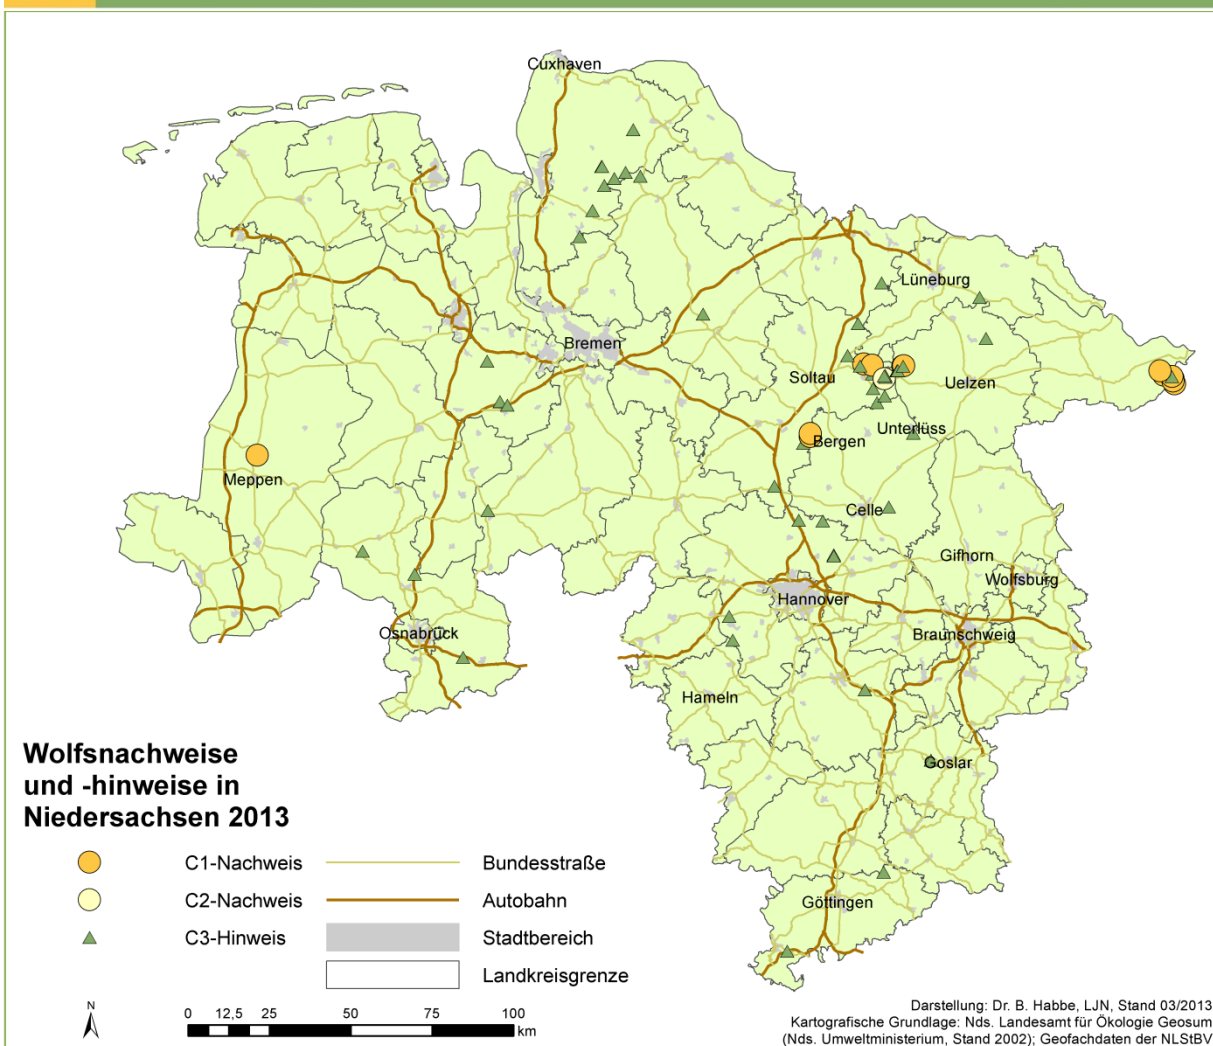 Cuxhaven
Lüneburg
Bremen
Soltau
Uelzen
Unterlüss
Bergen
Meppen
Celle
Gifhorn
Wolfsburg
Hannover
Osnabrück
Braunschweig
Hameln
Goslar
Göttingen
Wolfsnachweise
und -hinweise in
Niedersachsen 2013
C1-Nachweis
Bundesstraße
C2-Nachweis
Autobahn
C3-Hinweis
Stadtbereich
Landkreisgrenze
N
0 12,5 25 50 75 100
km
Darstellung: Dr. B. Habbe, LJN, Stand 03/2013
Kartografische Grundlage: Nds. Landesamt für Ökologie Geosum
(Nds. Umweltministerium, Stand 2002); Geofachdaten der NLStBV